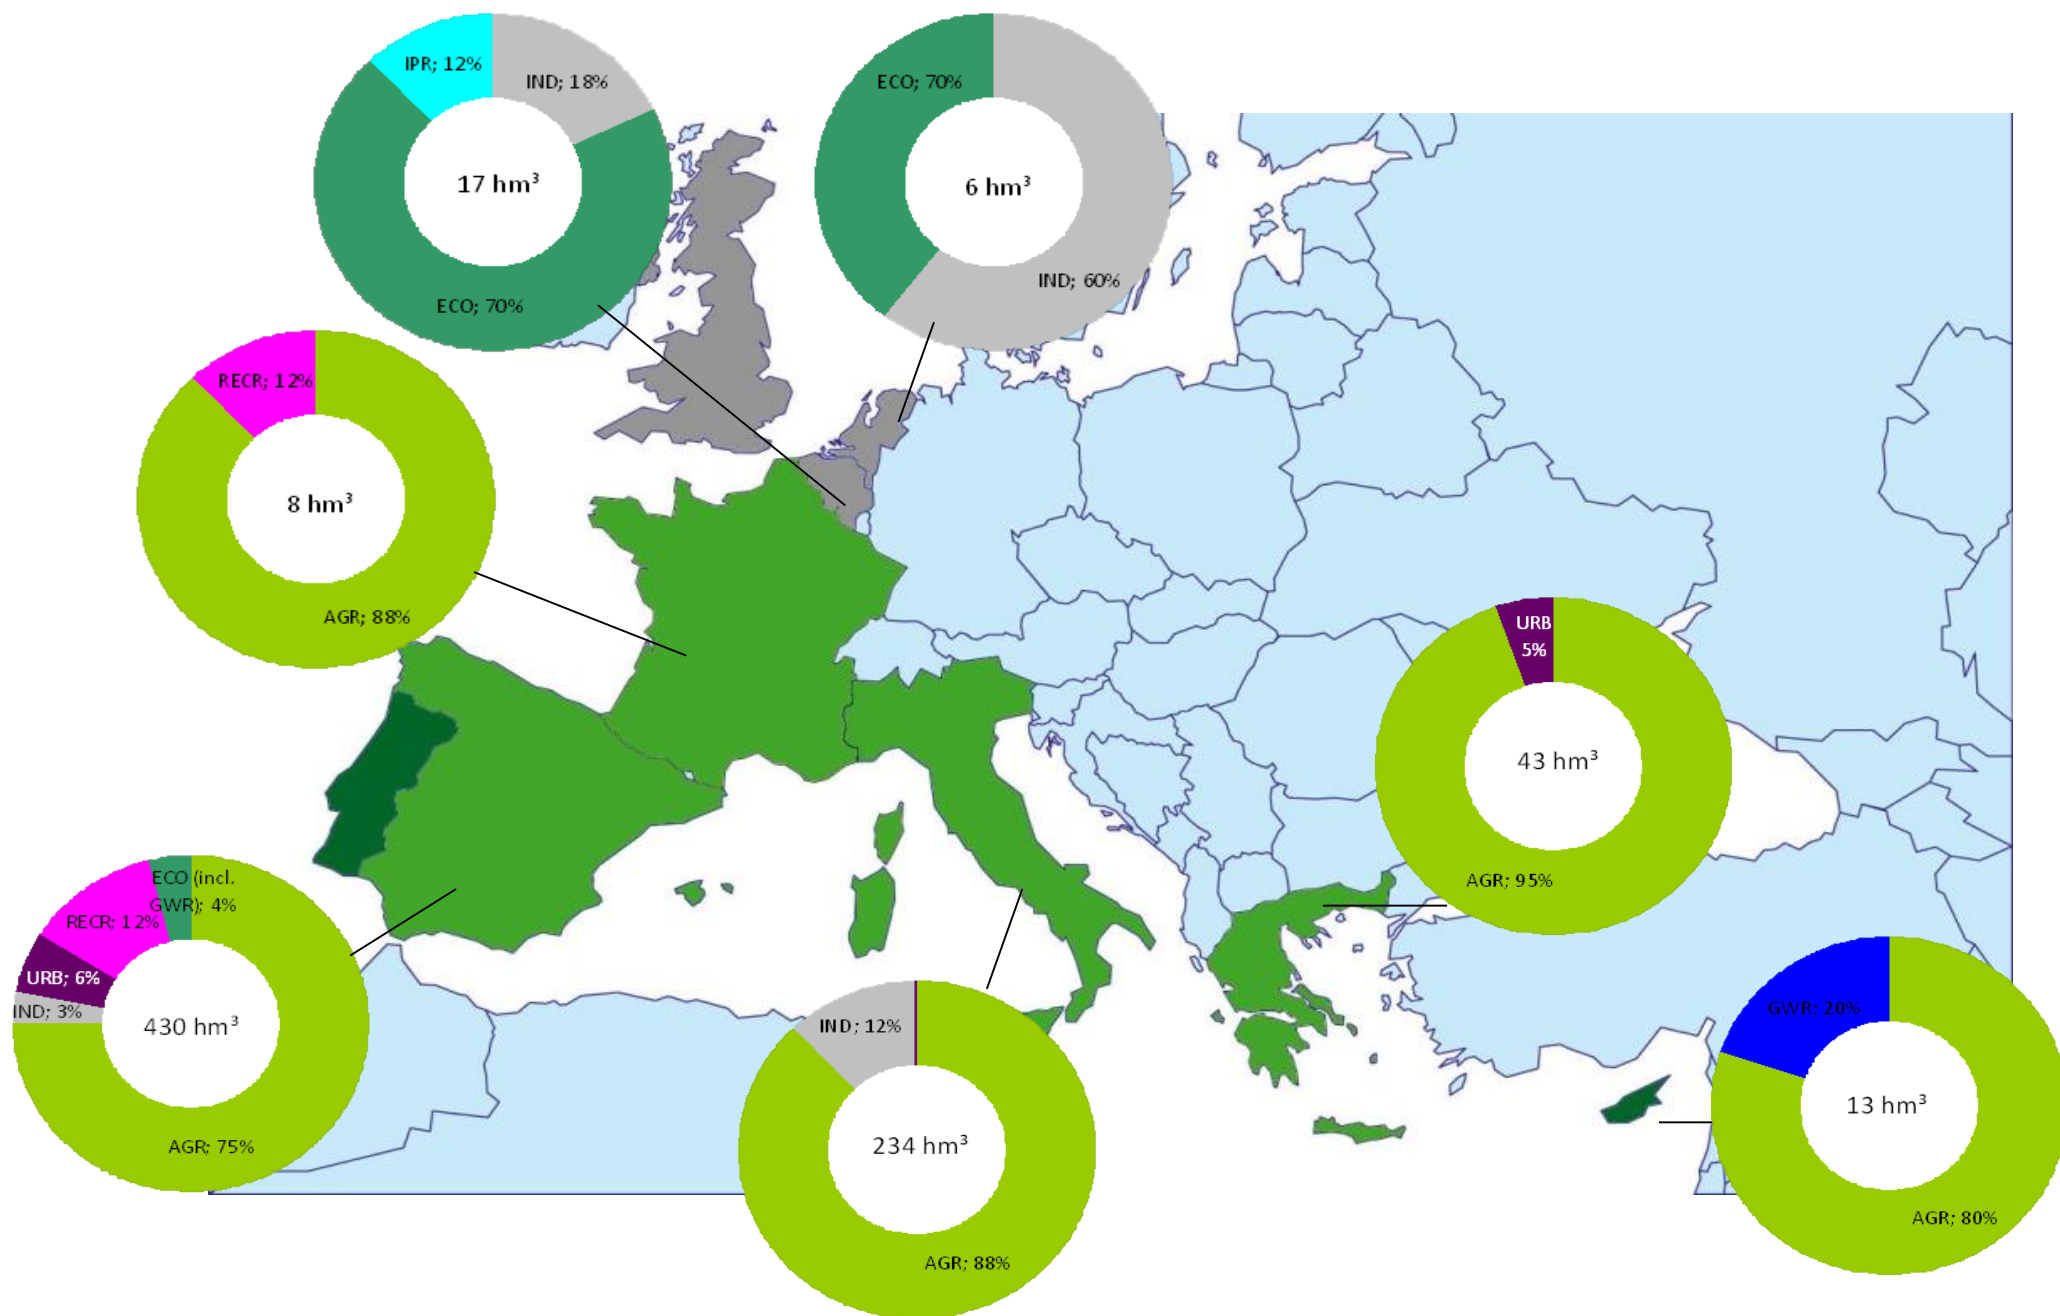 IPR; 12%
IND; 18%
17 hm³
ECO; 70%
ECO; 70%
6 hm³
IND; 60%
RECR; 12%
8 hm³
AGR; 88%
URB
5%
43 hm³
AGR; 95%
ECO (incl.
GWR); 4%
RECR; 12%
URB; 6%
IND; 3%
430 hm³
AGR; 75%
IND; 12%
234 hm³
AGR; 88%
GWR; 20%
13 hm³
AGR; 80%